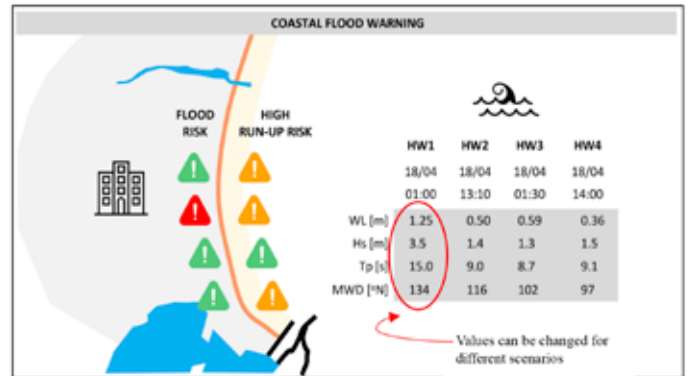 COASTAL FLOOD WARNING
FLOOD RISK
HIGH RUN-UP RISK
!
!
!
!
!
!
!
!
HW1 HW2 HW3 HW4
18/04 18/04 18/04 18/04
01:00 13:10 01:30 14:00
WL [m] 1.25 0.50 0.59 0.36
Hs [m] 3.5 1.4 1.3 1.5
Tp [s] 15.0 9.0 8.7 9.1
MWD [ºN] 134 116 102 97
Values can be changed for
different scenarios